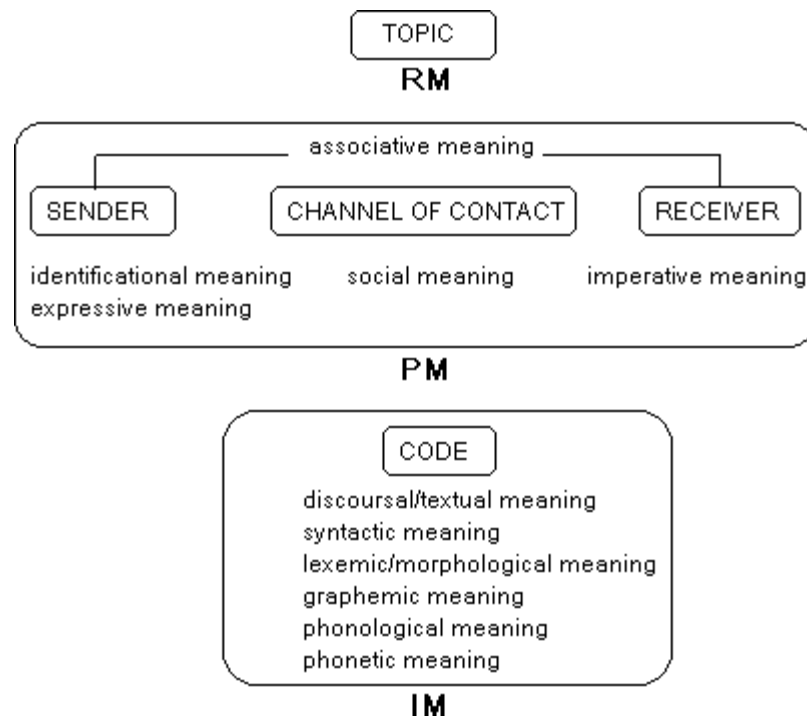 TOPIC
RM
associative meaning
SENDER CHANNEL OF CONTACT RECEIVER
identificational meaning social meaning imperative meaning
expressive meaning
PM
CODE
discoursal/textual meaning
syntactic meaning
lexemic/morphological meaning
graphemic meaning
phonological meaning
phonetic meaning
IM